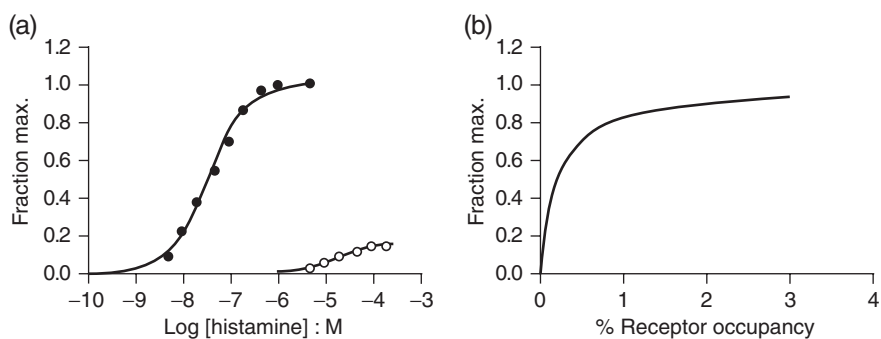 (a)
1.2
1.0
0.8
0.6
0.4
0.2
0.0
Fraction max.
–10 –9 –8 –7 –6 –5 –4 –3
Log [histamine] : M
(b)
1.2
1.0
0.8
0.6
0.4
0.2
0.0
Fraction max.
0 1 2 3 4
% Receptor occupancy